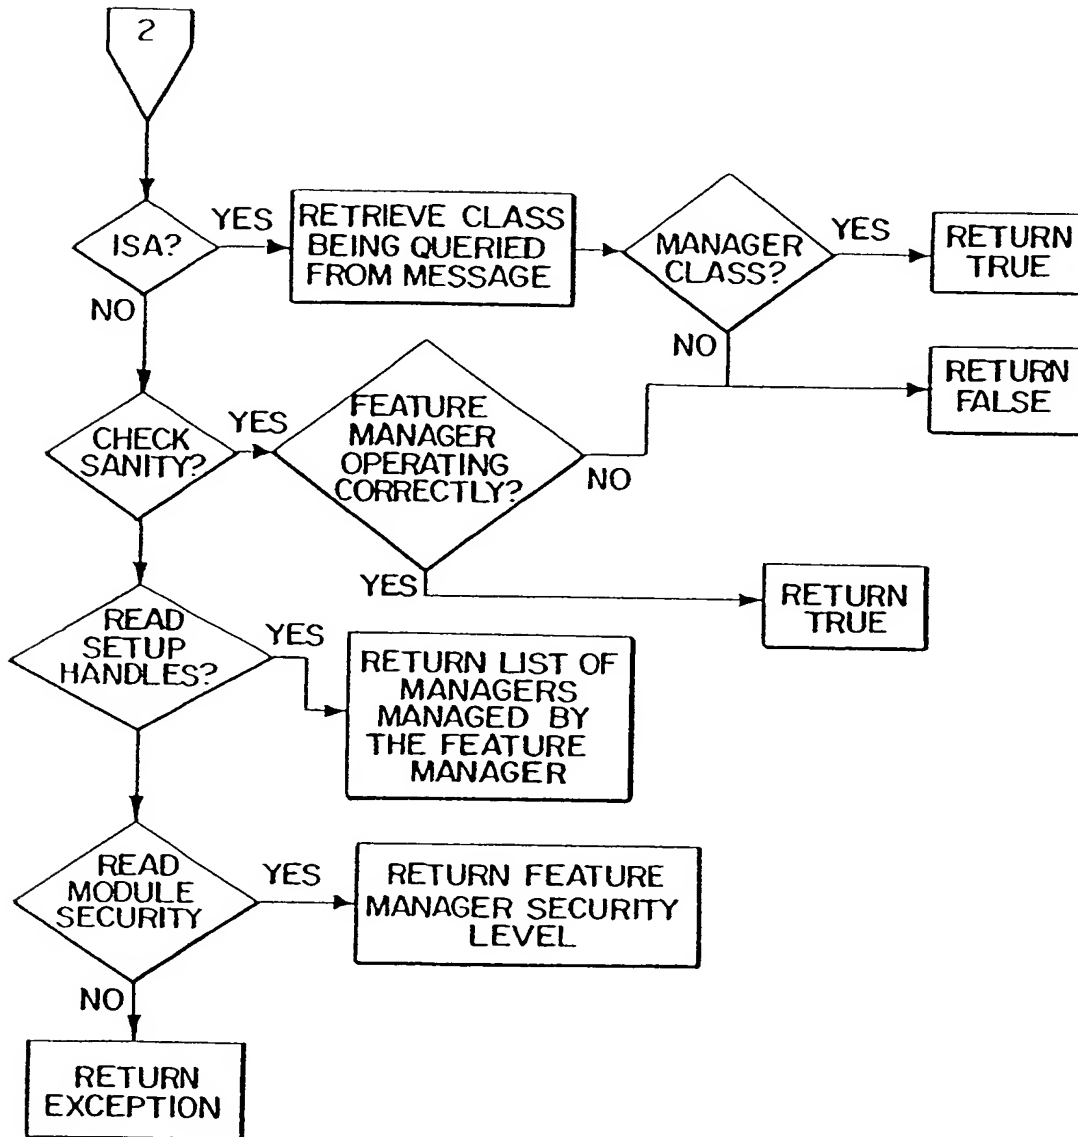 2
ISA?
YES
RETRIEVE CLASS
BEING QUERIED
FROM MESSAGE
MANAGER
CLASS?
YES
RETURN
TRUE
NO
NO
RETURN
FALSE
CHECK
SANITY?
YES
FEATURE
MANAGER
OPERATING
CORRECTLY?
NO
YES
RETURN
TRUE
READ
SETUP
HANDLES?
YES
RETURN LIST OF
MANAGERS
MANAGED BY
THE FEATURE
MANAGER
READ
MODULE
SECURITY
YES
RETURN FEATURE
MANAGER SECURITY
LEVEL
NO
RETURN
EXCEPTION